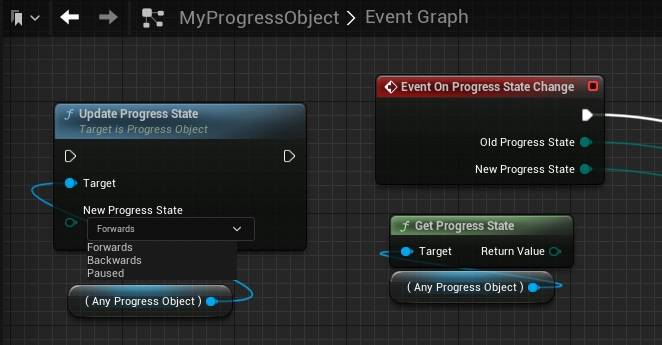 MyProgressObject > Event Graph
Update Progress State
Target is Progress Object
Target
New Progress State
Forwards
Forwards
Backwards
Paused
( Any Progress Object )
Event On Progress State Change
Old Progress State
New Progress State
Get Progress State
Target Return Value
( Any Progress Object )